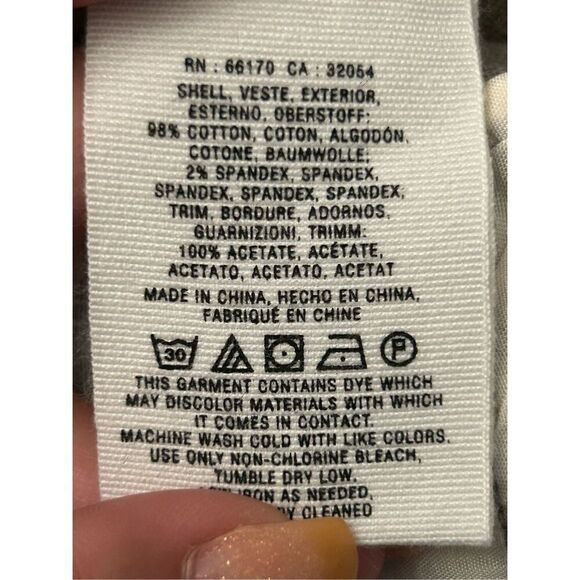 RN : 66170 CA : 32054
SHELL, VESTE, EXTERIOR,
ESTERNO, OBERSTOFF:
98% COTTON, COTON, ALGODÓN,
COTONE, BAUMWOLLE;
2% SPANDEX, SPANDEX,
SPANDEX, SPANDEX, SPANDEX,
TRIM, BORDURE, ADORNOS,
GUARNIZIONI, TRIMM:
100% ACETATE, ACÉTATE,
ACETATO, ACETATO, ACETAT
MADE IN CHINA, HECHO EN CHINA,
FABRIQUÉ EN CHINE
30 P
THIS GARMENT CONTAINS DYE WHICH
MAY DISCOLOR MATERIALS WITH WHICH
IT COMES IN CONTACT.
MACHINE WASH COLD WITH LIKE COLORS.
USE ONLY NON-CHLORINE BLEACH,
TUMBLE DRY LOW.
IRON AS NEEDED,
CLEANED